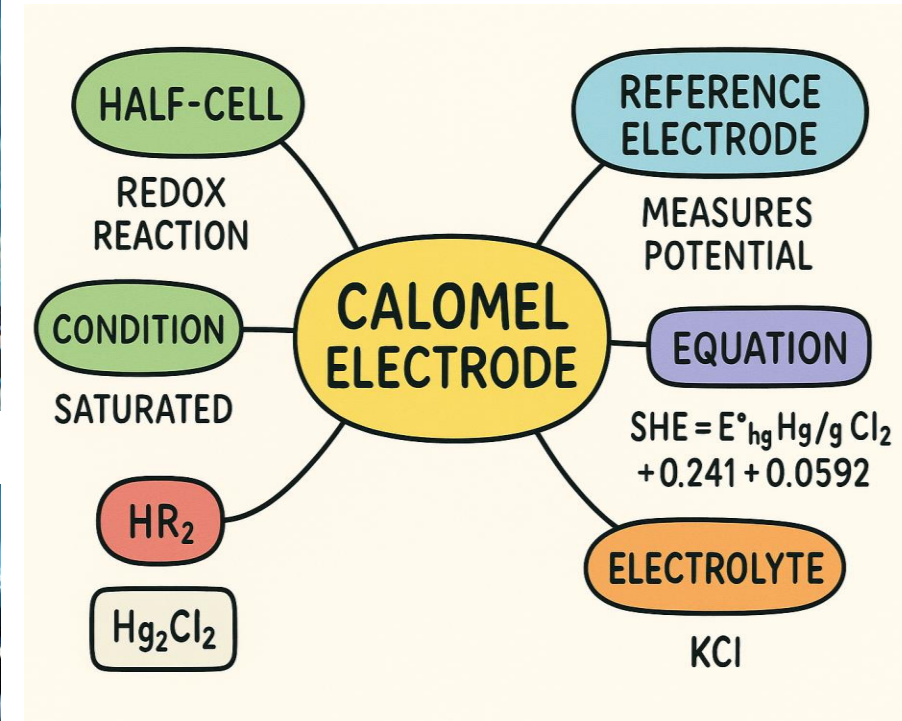 HALF-CELL
REDOX
REACTION
REFERENCE
ELECTRODE
MEASURES
POTENTIAL
CALOMEL
ELECTRODE
CONDITION
SATURATED
EQUATION
SHE = E°hg Hg/g Cl₂
+0.241 + 0.0592
HR₂
Hg₂Cl₂
ELECTROLYTE
KCl